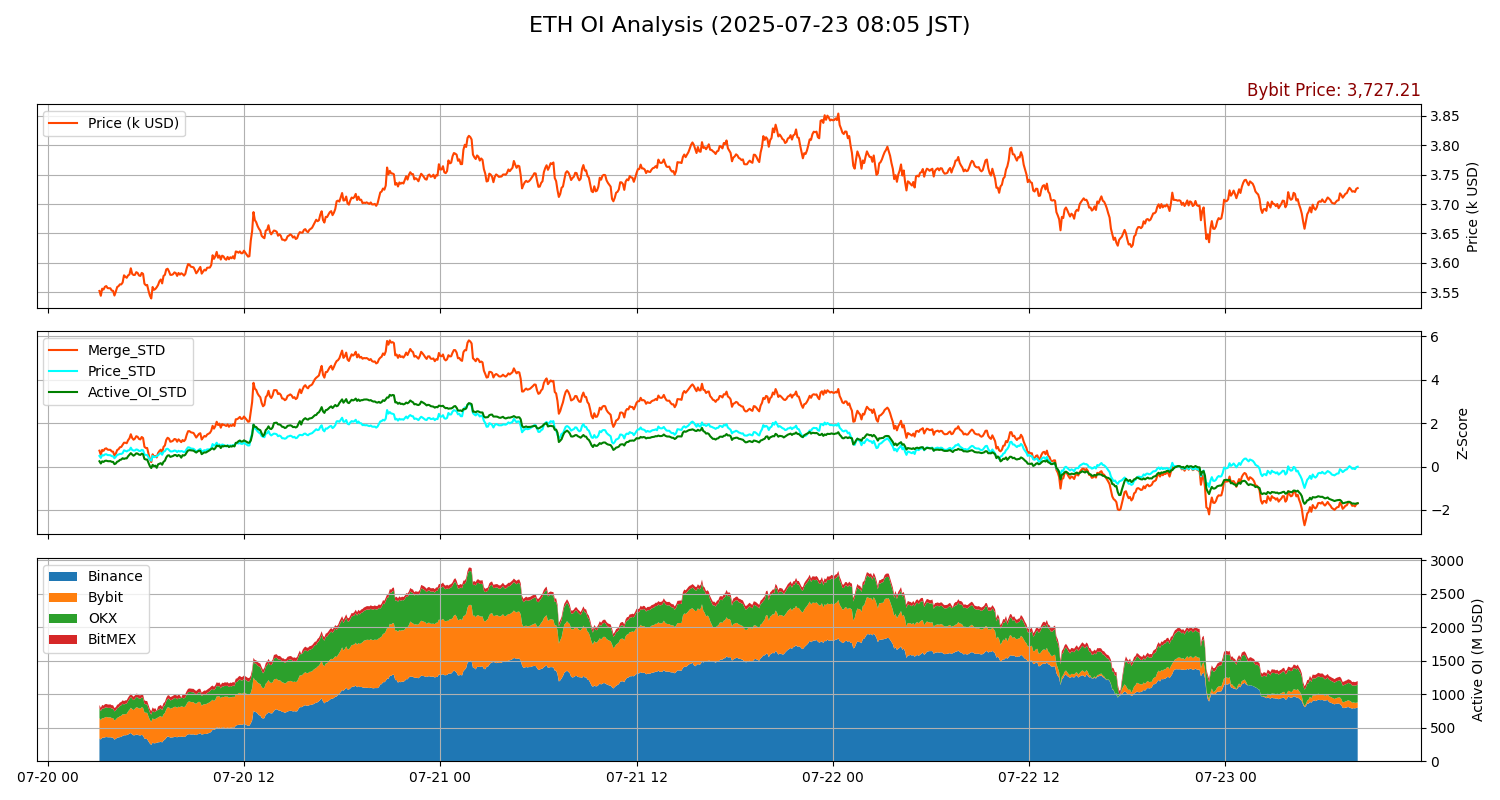 ETH OI Analysis (2025-07-23 08:05 JST)
Bybit Price: 3,727.21
Price (k USD)
3.85
3.80
3.75
3.70
3.65
3.60
3.55
Price (k USD)
Merge_STD
Price_STD
Active_OI_STD
6
4
2
0
−2
Z-Score
Binance
Bybit
OKX
BitMEX
3000
2500
2000
1500
1000
500
0
Active OI (M USD)
07-20 00
07-20 12
07-21 00
07-21 12
07-22 00
07-22 12
07-23 00